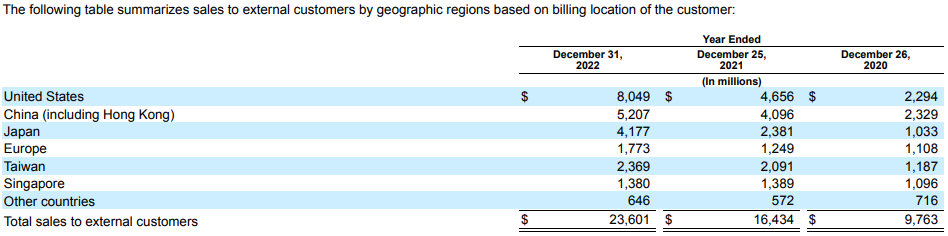 The following table summarizes sales to external customers by geographic regions based on billing location of the customer:
Year Ended
December 31, 2022 December 25, 2021 December 26, 2020
(In millions)
United States $ 8,049 $ 4,656 $ 2,294
China (including Hong Kong) 5,207 4,096 2,329
Japan 4,177 2,381 1,033
Europe 1,773 1,249 1,108
Taiwan 2,369 2,091 1,187
Singapore 1,380 1,389 1,096
Other countries 646 572 716
Total sales to external customers $ 23,601 $ 16,434 $ 9,763